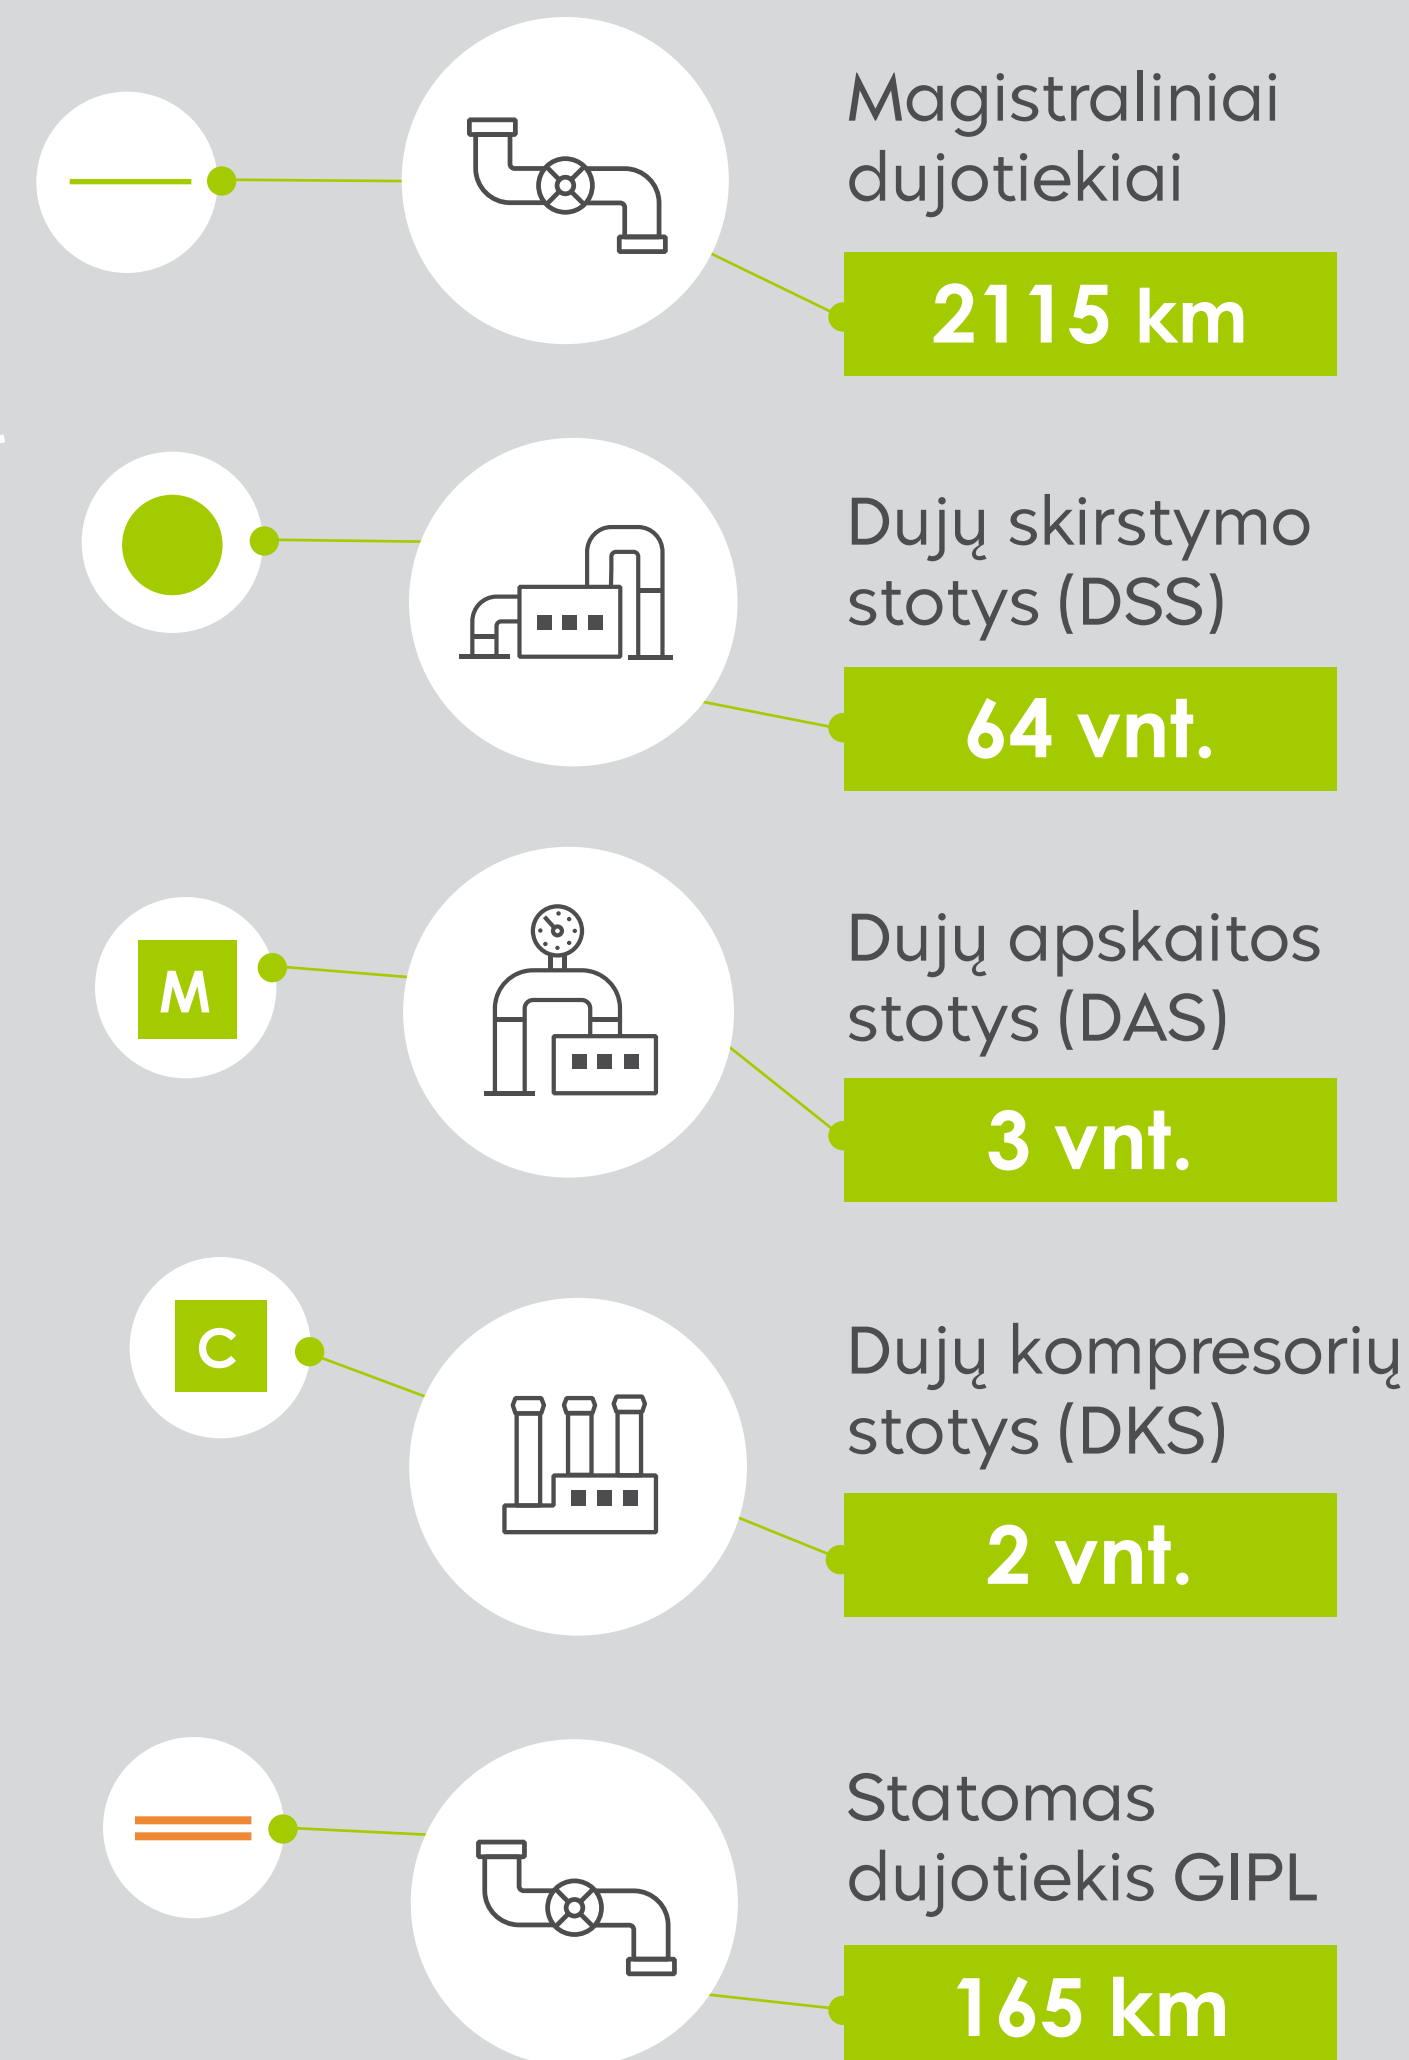 Magistraliniai
dujotiekiai
2115 km
Dujų skirstymo
stotys (DSS)
64 vnt.
M
Dujų apskaitos
stotys (DAS)
3 vnt.
C
Dujų kompresorių
stotys (DKS)
2 vnt.
Statomas
dujotiekis GIPL
165 km